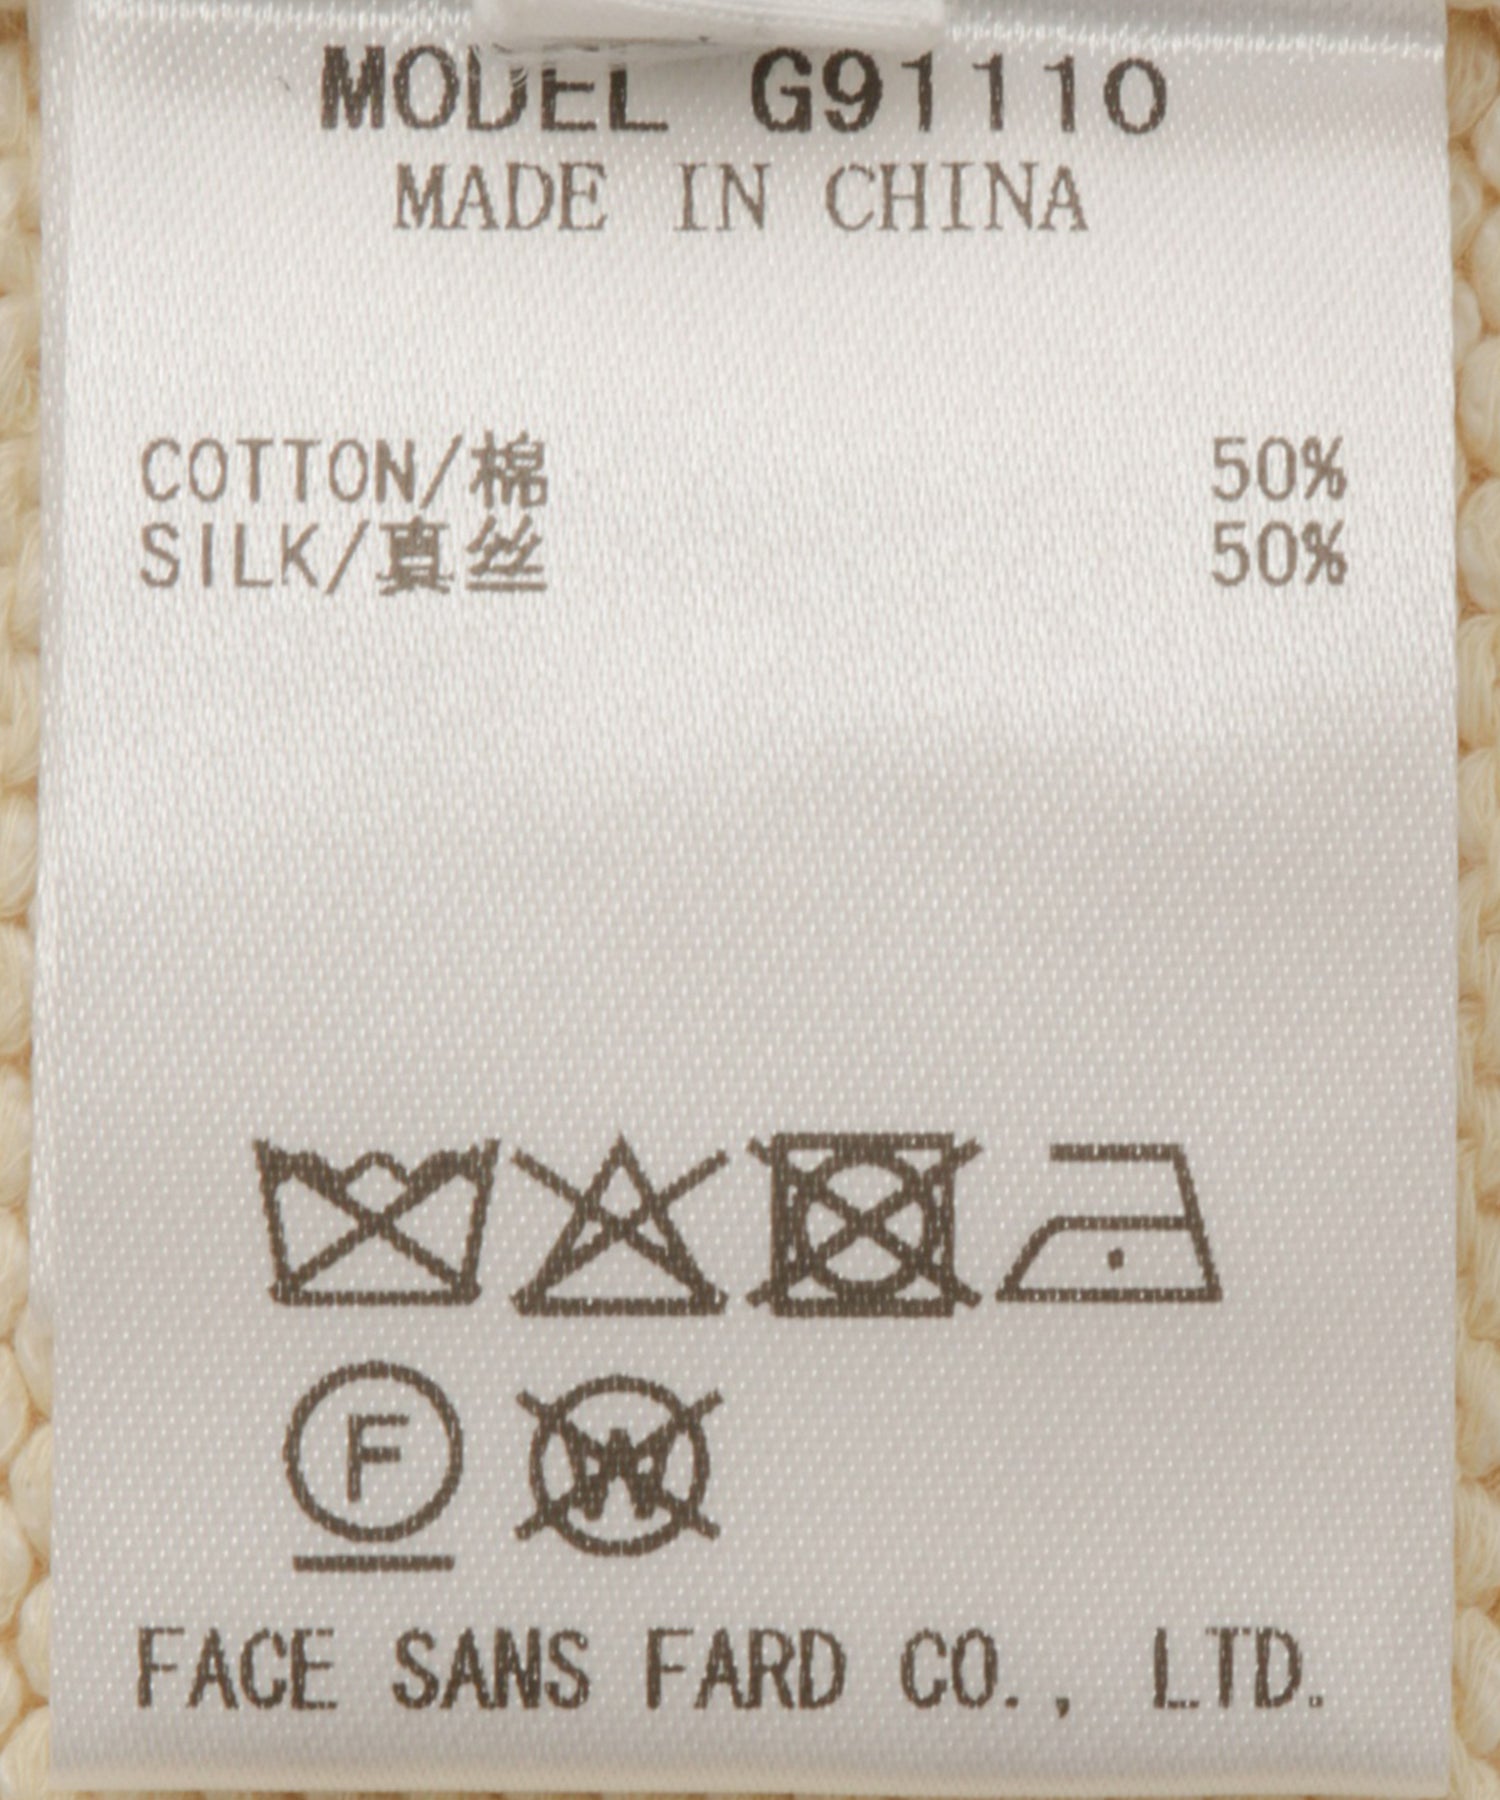 MODEL G91110
MADE IN CHINA
COTTON/棉 50%
SILK/真丝 50%
F W
FACE SANS FARD CO., LTD.